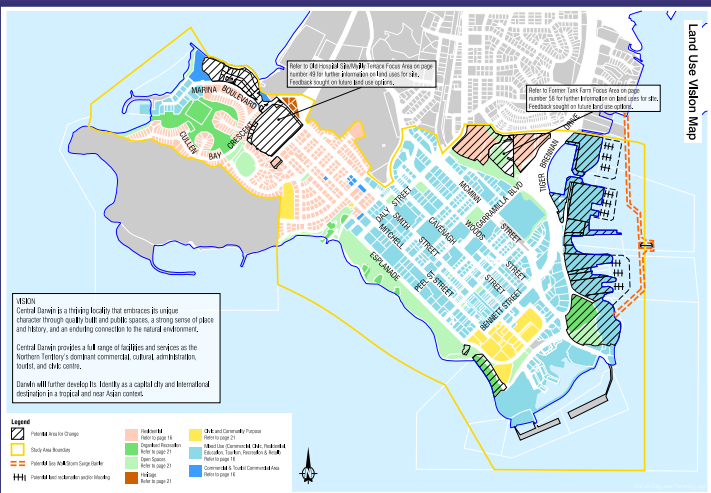 Land Use Vision Map
Refer to Old Hospital Site/Myilly Terrace Focus Area on page
number 49 for further information on land uses for site.
Feedback sought on future land use options.
Refer to Former Tank Farm Focus Area on page
number 58 for further information on land uses for site.
Feedback sought on future land use options.
MARINA BOULEVARD
CULLEN BAY CRESCENT
DALY STREET
SMITH STREET
MITCHELL STREET
CAVENAGH STREET
MCMINN STREET
WOODS STREET
GARRAMILLA BLVD
TIGER BRENNAN DRIVE
ESPLANADE
PEEL ST
BENNETT STREET
VISION
Central Darwin is a thriving locality that embraces its unique
character through quality built and public spaces, a strong sense of place
and history, and an enduring connection to the natural environment.
Central Darwin provides a full range of facilities and services as the
Northern Territory's dominant commercial, cultural, administration,
tourist, and civic centre.
Darwin will further develop its identity as a capital city and international
destination in a tropical and near Asian context.
Legend
Potential Area for Change
Study Area Boundary
Potential Sea Wall/Storm Surge Barrier
Potential land reclamation and/or Mooring
Residential
Refer to page 16
Organised Recreation
Refer to page 21
Open Spaces
Refer to page 21
Heritage
Refer to page 21
Civic and Community Purpose
Refer to page 21
Mixed Use (Commercial, Civic, Residential,
Education, Tourism, Recreation & Retail)
Refer to page 16
Commercial & Tourist Commercial Area
Refer to page 16